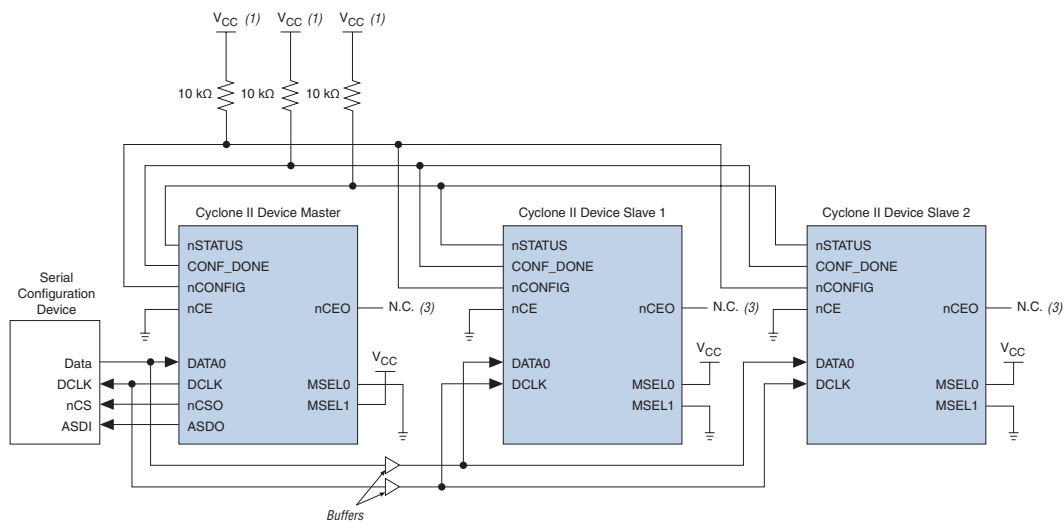 VCC (1) VCC (1) VCC (1)
10 kΩ 10 kΩ 10 kΩ
Cyclone II Device Master
nSTATUS
CONF_DONE
nCONFIG
nCE
nCEO
N.C. (3)
DATA0
DCLK
nCSO
ASDO
MSEL0
MSEL1
VCC
Cyclone II Device Slave 1
nSTATUS
CONF_DONE
nCONFIG
nCE
nCEO
N.C. (3)
DATA0
DCLK
MSEL0
MSEL1
VCC
Cyclone II Device Slave 2
nSTATUS
CONF_DONE
nCONFIG
nCE
nCEO
N.C. (3)
DATA0
DCLK
MSEL0
MSEL1
VCC
Serial
Configuration
Device
Data
DCLK
nCS
ASDI
Buffers